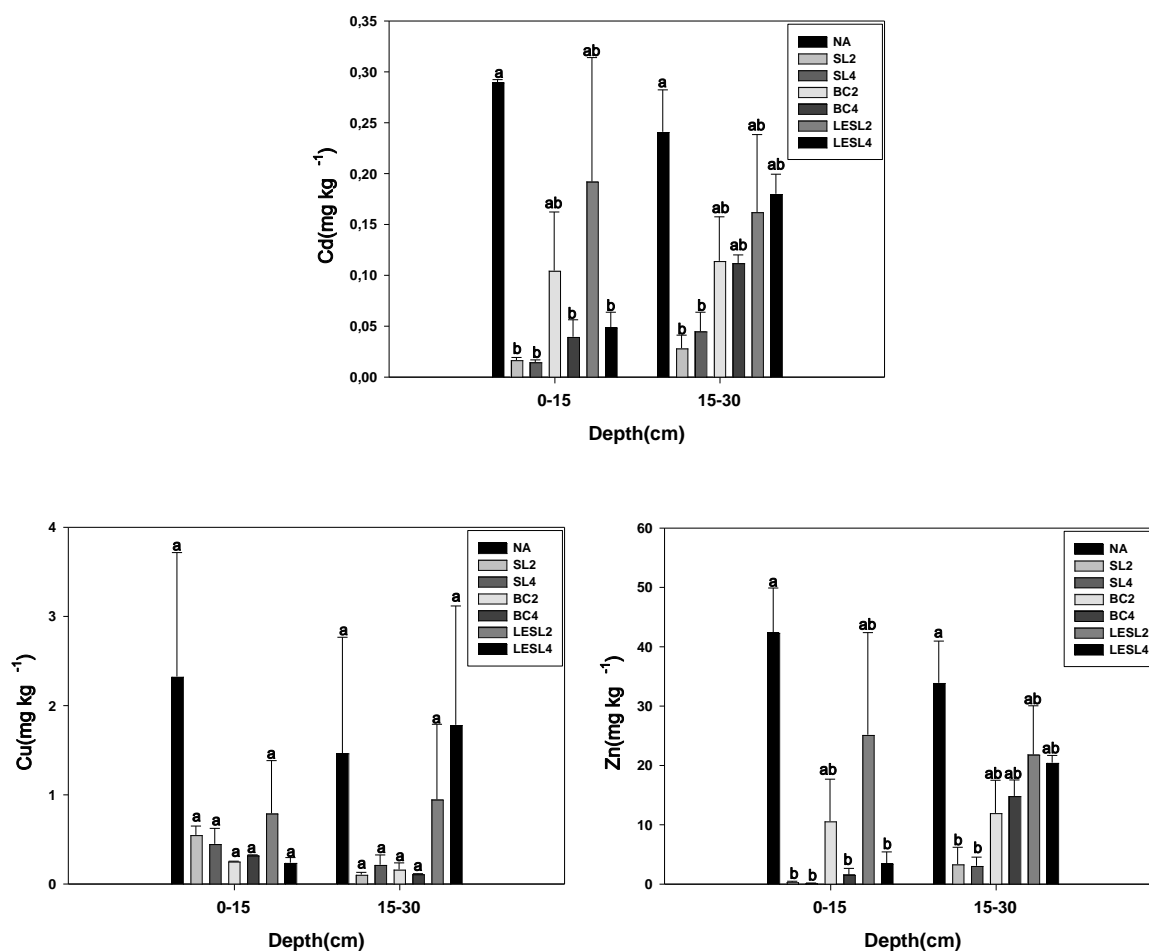 0,35
0,30
0,25
0,20
0,15
0,10
0,05
0,00
Cd(mg kg -1)
a
b
b
ab
b
ab
b
a
b
b
ab
ab
ab
ab
NA
SL2
SL4
BC2
BC4
LESL2
LESL4
0-15
15-30
Depth(cm)
4
3
2
1
0
Cu(mg kg -1)
a
a
a
a
a
a
a
a
a
a
a
a
a
a
NA
SL2
SL4
BC2
BC4
LESL2
LESL4
0-15
15-30
Depth(cm)
60
50
40
30
20
10
0
Zn(mg kg -1)
a
b
b
ab
b
ab
b
a
b
b
ab
ab
ab
ab
NA
SL2
SL4
BC2
BC4
LESL2
LESL4
0-15
15-30
Depth(cm)